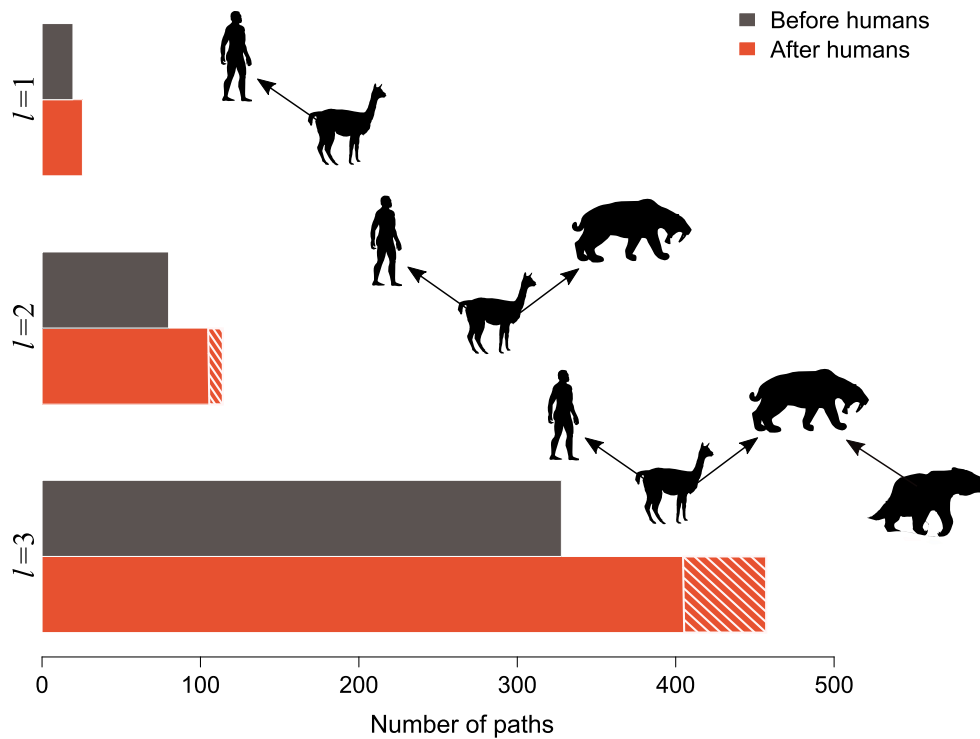 Before humans
After humans
l=1
l=2
l=3
0 100 200 300 400 500
Number of paths